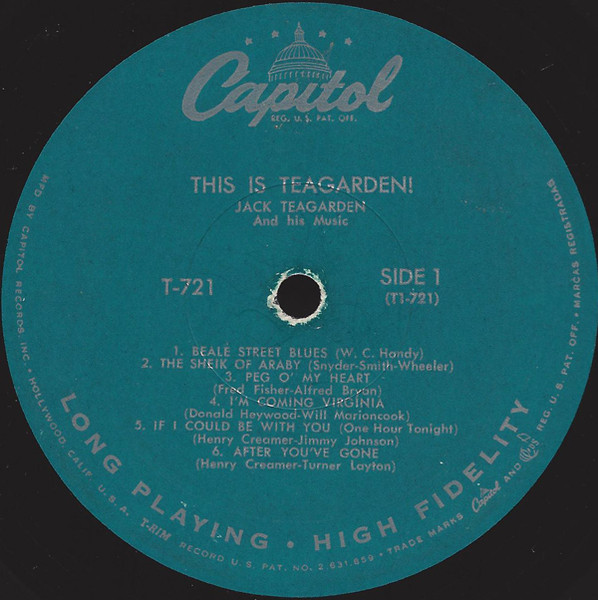 Capitol
REG. U. S. PAT. OFF.
THIS IS TEAGARDEN!
JACK TEAGARDEN
And his Music
T-721
SIDE 1
(T1-721)
1. BEALE STREET BLUES (W. C. Handy)
2. THE SHEIK OF ARABY (Snyder-Smith-Wheeler)
3. PEG O' MY HEART
(Fred Fisher-Alfred Bryan)
4. I'M COMING VIRGINIA
(Donald Heywood-Will Marioncook)
5. IF I COULD BE WITH YOU (One Hour Tonight)
(Henry Creamer-Jimmy Johnson)
6. AFTER YOU'VE GONE
(Henry Creamer-Turner Layton)
LONG PLAYING • HIGH FIDELITY
MFD BY CAPITOL RECORDS, INC. • HOLLYWOOD, CALIF. U.S.A. T-RIM RECORD U.S. PAT. NO. 2,631,859 • TRADE MARKS Capitol AND REG. U.S. PAT. OFF. • MARCAS REGISTRADAS